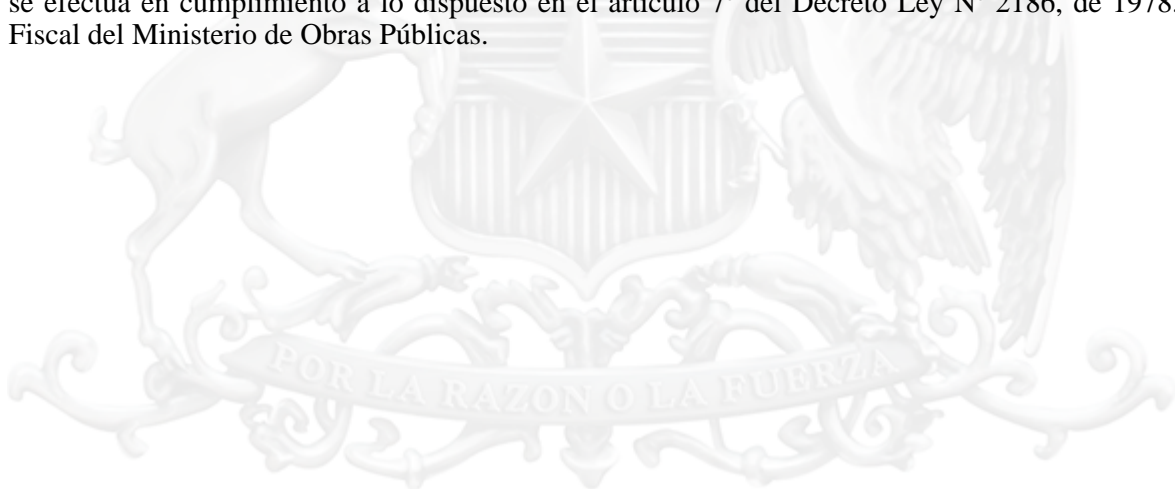 se efectúa en cumplimiento a lo dispuesto en el artículo 7° del Decreto Ley N° 2186, de 1978.
Fiscal del Ministerio de Obras Públicas.
POR LA RAZON O LA FUERZA